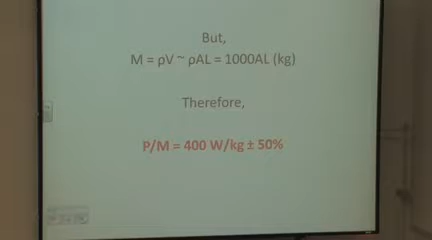 But,
M = ρV ~ ρAL = 1000AL (kg)
Therefore,
P/M = 400 W/kg ± 50%